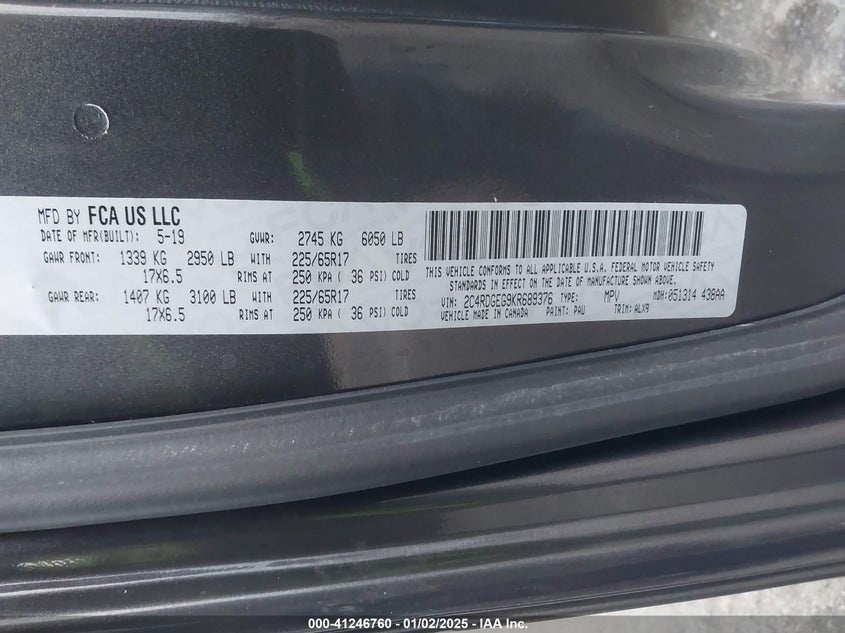 MFD BY FCA US LLC
DATE OF MFR(BUILT): 5-19 GVWR: 2745 KG 6050 LB
GAWR FRONT: 1339 KG 2950 LB WITH 225/65R17 TIRES
17X6.5 RIMS AT 250 KPA ( 36 PSI) COLD
GAWR REAR: 1407 KG 3100 LB WITH 225/65R17 TIRES
17X6.5 RIMS AT 250 KPA ( 36 PSI) COLD
THIS VEHICLE CONFORMS TO ALL APPLICABLE U.S.A. FEDERAL MOTOR VEHICLE SAFETY
STANDARDS IN EFFECT ON THE DATE OF MANUFACTURE SHOWN ABOVE.
VIN: 2C4RDGEG9KR689376 TYPE: MPV MDH: 051314 438AA
VEHICLE MADE IN CANADA PAINT: PAU TRIM: ALX9
000-41246760 - 01/02/2025 - IAA Inc.